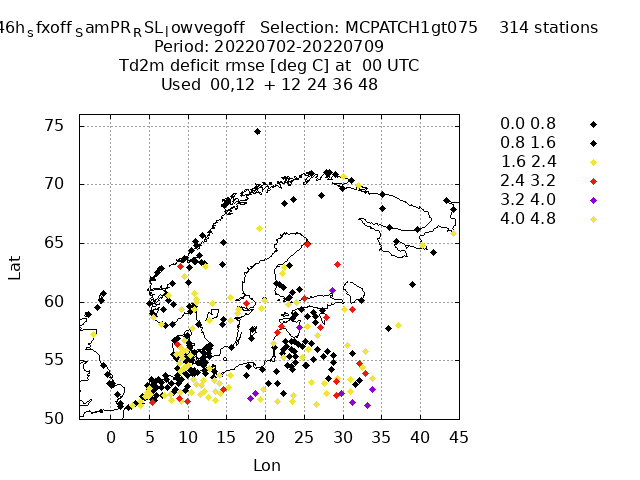 46h_s fxoff_S amPR_R SL_l owvegoff Selection: MCPATCH1gt075 314 stations
Period: 20220702-20220709
Td2m deficit rmse [deg C] at 00 UTC
Used 00,12 + 12 24 36 48
75
70
65
60
55
50
0 5 10 15 20 25 30 35 40 45
Lat
Lon
0.0 0.8
0.8 1.6
1.6 2.4
2.4 3.2
3.2 4.0
4.0 4.8